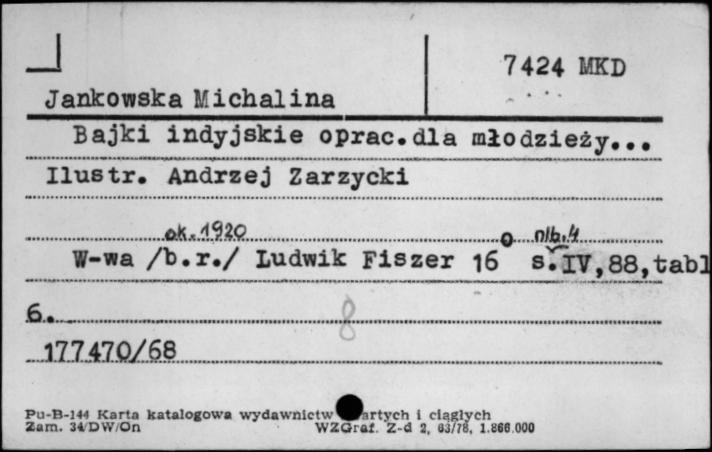 7424 MKD
Jankowska Michalina
Bajki indyjskie oprac.dla młodzieży...
Ilustr. Andrzej Zarzycki
ok. 1920 nlb.4
W-wa /b.r./ Ludwik Fiszer 16° s.IV,88,tabl
6. 8
177470/68
Pu-B-144 Karta katalogowa wydawnictw artych i ciągłych
Zam. 34/DW/On WZGraf. Z-d 2, 63/78, 1.866.000